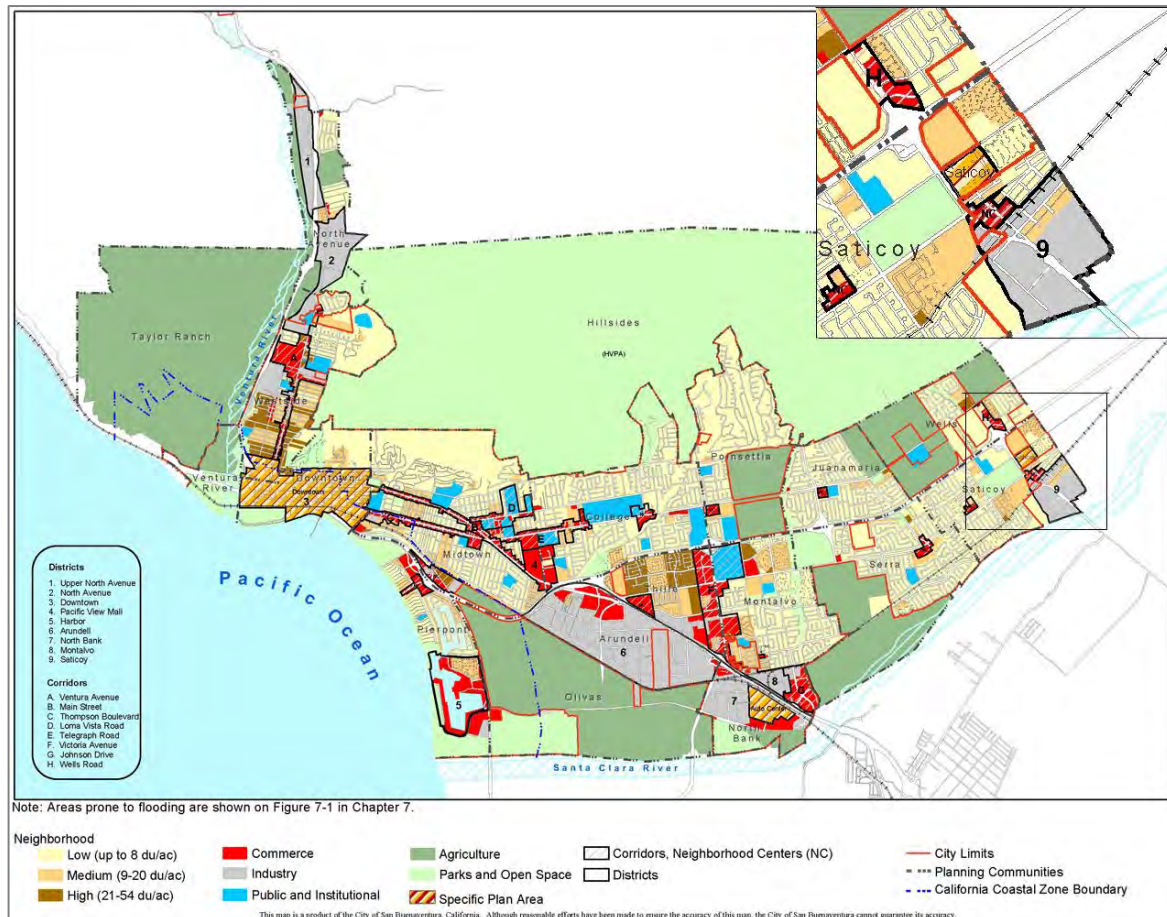 H
Saticoy
NC
Saticoy
9
1
North
Avenue
2
Taylor Ranch
Ventura River
Hillsides
(HVPA)
A
Westside
Ventura
River
Downtown
Downtown
3
D
College
E
Midtown
4
Poinsettia
Juanamaria
Wells
H
Saticoy
9
Serra
Thille
F
Montalvo
Pierpont
Arundell
6
Pacific Ocean
5
Olivas
7
8
G
Auto Center
North
Bank
Santa Clara River
Districts
1. Upper North Avenue
2. North Avenue
3. Downtown
4. Pacific View Mall
5. Harbor
6. Arundell
7. North Bank
8. Montalvo
9. Saticoy
Corridors
A. Ventura Avenue
B. Main Street
C. Thompson Boulevard
D. Loma Vista Road
E. Telegraph Road
F. Victoria Avenue
G. Johnson Drive
H. Wells Road
Note: Areas prone to flooding are shown on Figure 7-1 in Chapter 7.
Neighborhood
Low (up to 8 du/ac)
Medium (9-20 du/ac)
High (21-54 du/ac)
Commerce
Industry
Public and Institutional
Agriculture
Parks and Open Space
Specific Plan Area
Corridors, Neighborhood Centers (NC)
Districts
City Limits
Planning Communities
California Coastal Zone Boundary
This map is a product of the City of San Buenaventura, California. Although reasonable efforts have been made to ensure the accuracy of this map, the City of San Buenaventura cannot guarantee its accuracy.